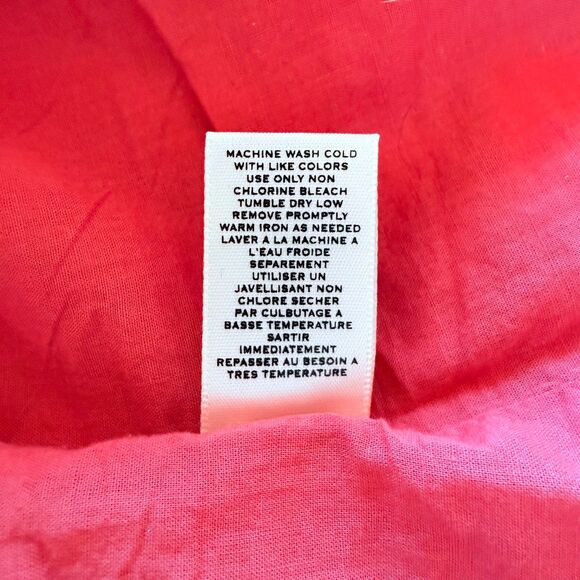 MACHINE WASH COLD
WITH LIKE COLORS
USE ONLY NON
CHLORINE BLEACH
TUMBLE DRY LOW
REMOVE PROMPTLY
WARM IRON AS NEEDED
LAVER A LA MACHINE A
L'EAU FROIDE
SEPAREMENT
UTILISER UN
JAVELLISANT NON
CHLORE SECHER
PAR CULBUTAGE A
BASSE TEMPERATURE
SARTIR
IMMEDIATEMENT
REPASSER AU BESOIN A
TRES TEMPERATURE